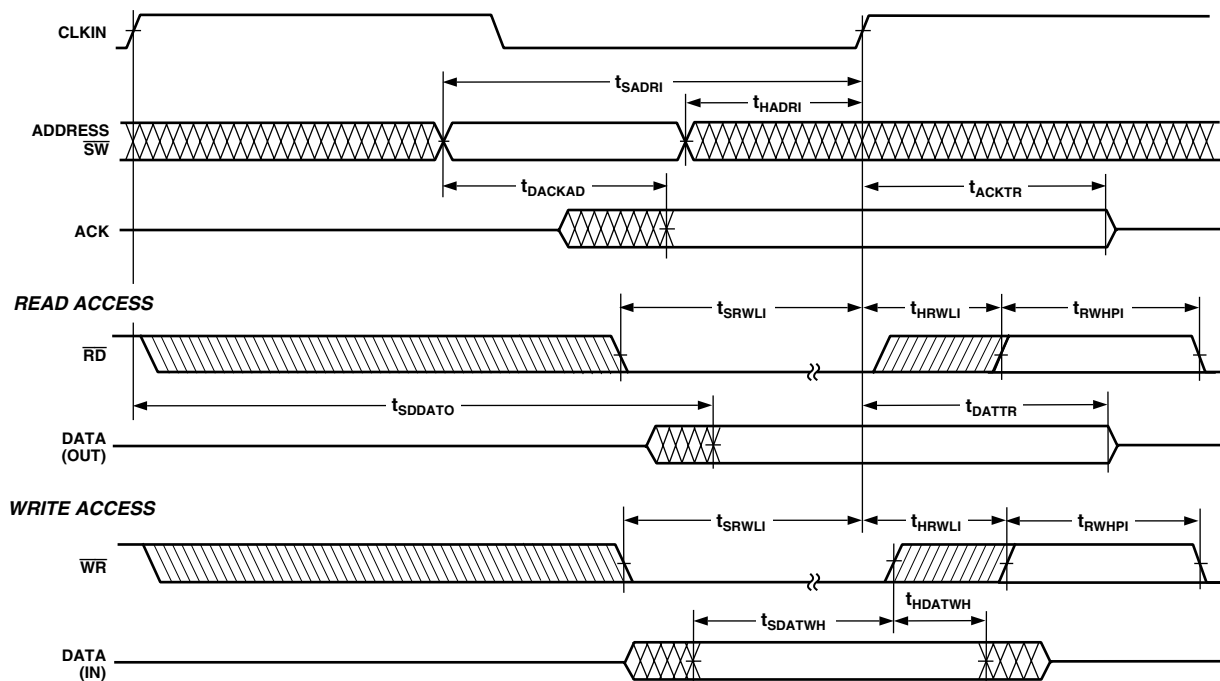 CLKIN
tSADRI
tHADRI
ADDRESS
SW
tDACKAD
tACKTR
ACK
READ ACCESS
tSRWLI
tHRWLI
tRWHPI
RD
tSDDATO
tDATTR
DATA
(OUT)
WRITE ACCESS
tSRWLI
tHRWLI
tRWHPI
WR
tHDATWH
tSDATWH
DATA
(IN)